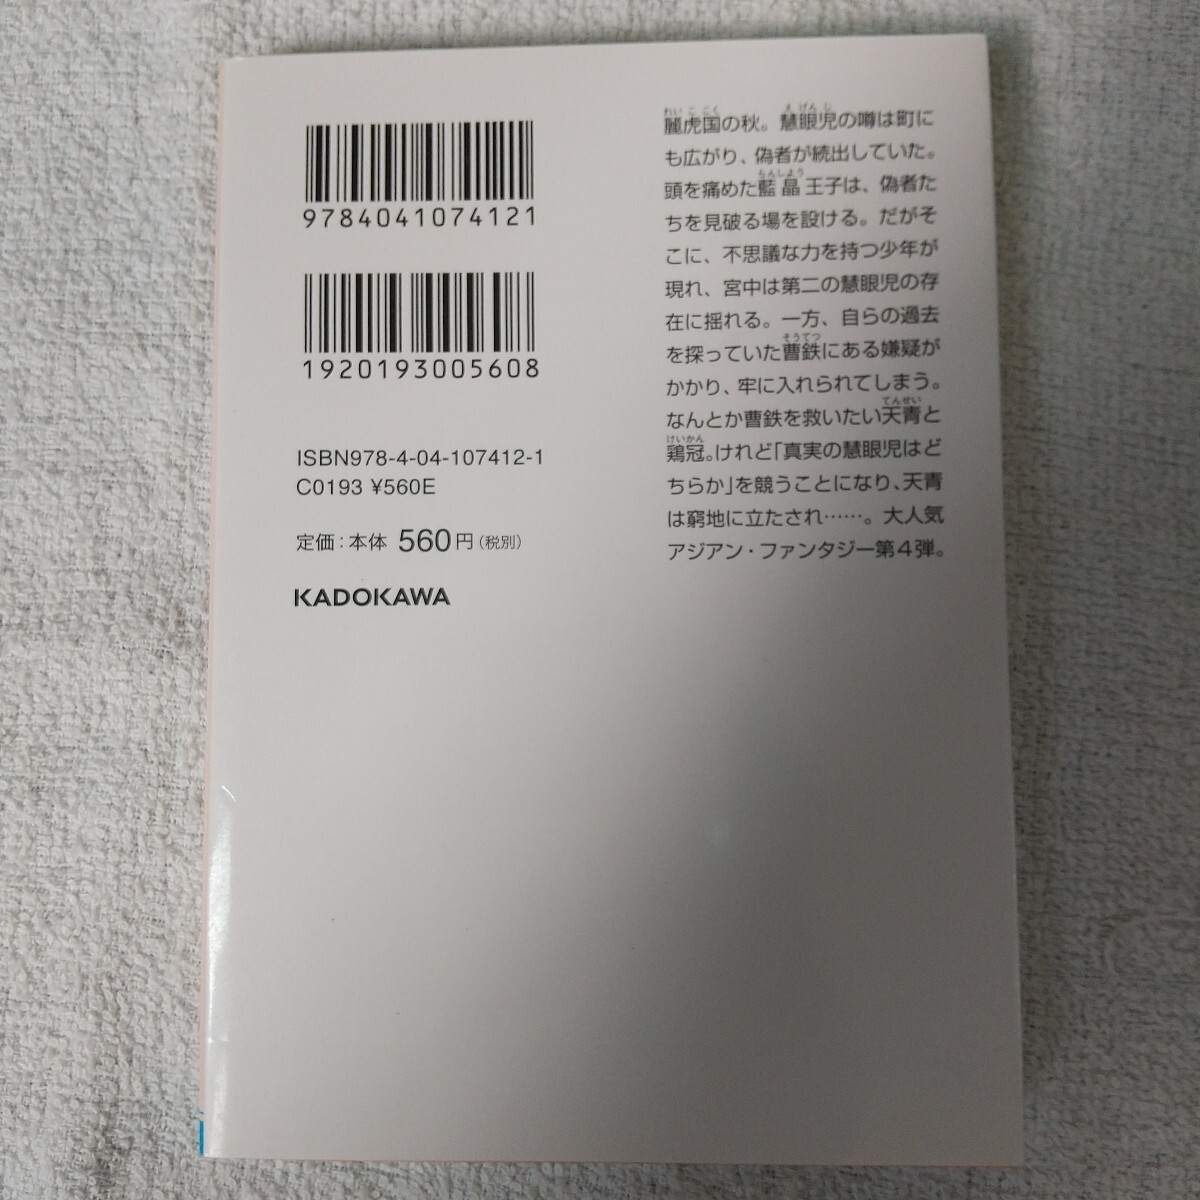 9784041074121
1920193005608
ISBN978-4-04-107412-1
C0193 ¥560E
定価：本体 560円（税別）
KADOKAWA
麗虎国の秋。慧眼児の噂は町に
も広がり、偽者が続出していた。
頭を痛めた藍晶王子は、偽者た
ちを見破る場を設ける。だがそ
こに、不思議な力を持つ少年が
現れ、宮中は第二の慧眼児の存
在に揺れる。一方、自らの過去
を探っていた曹鉄にある嫌疑が
かかり、牢に入れられてしまう。
なんとか曹鉄を救いたい天青と
鶏冠。けれど「真実の慧眼児はど
ちらか」を競うことになり、天青
は窮地に立たされ……。大人気
アジアン・ファンタジー第４弾。